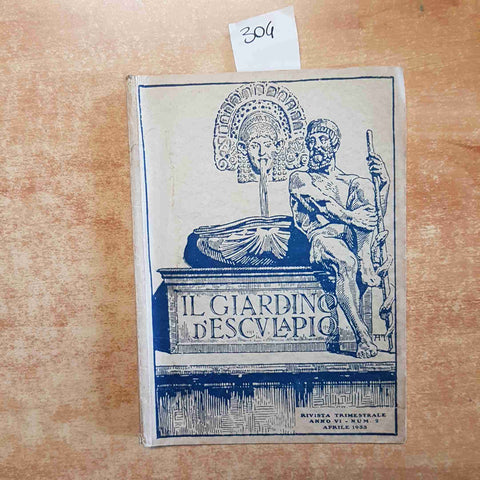 304
IL GIARDINO
D'ESCVLAPIO
RIVISTA TRIMESTRALE
ANNO VI - NUM. 2
APRILE 1933